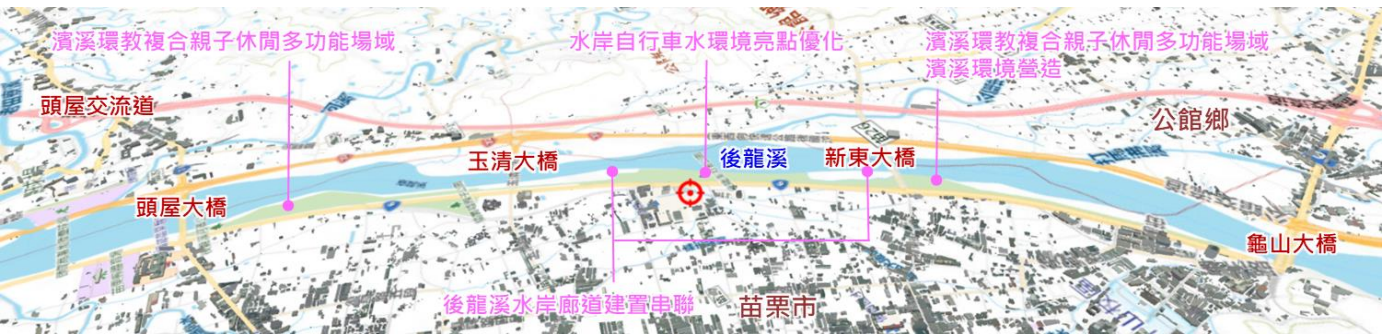 濱溪環教複合親子休閒多功能場域
水岸自行車水環境亮點優化
濱溪環教複合親子休閒多功能場域
濱溪環境營造
頭屋交流道
公館鄉
玉清大橋
後龍溪
新東大橋
頭屋大橋
龜山大橋
後龍溪水岸廊道建置串聯
苗栗市